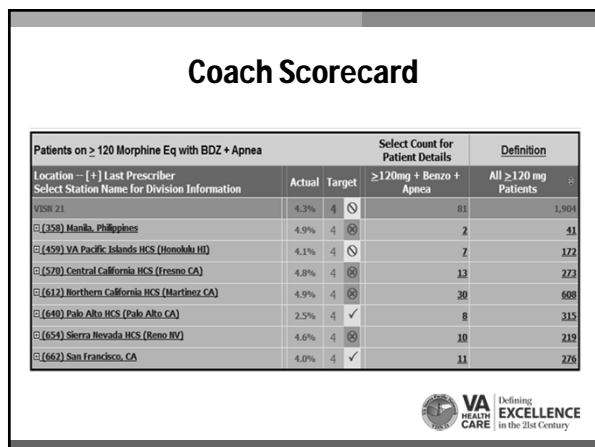 Coach Scorecard
Patients on ≥ 120 Morphine Eq with BDZ + Apnea
Select Count for
Patient Details
Definition
Location -- [+] Last Prescriber
Select Station Name for Division Information
Actual Target
≥120mg + Benzo +
Apnea
All ≥120 mg
Patients
VISN 21 4.3% 4 81 1,904
(358) Manila, Philippines 4.9% 4 2 41
(459) VA Pacific Islands HCS (Honolulu HI) 4.1% 4 7 172
(570) Central California HCS (Fresno CA) 4.8% 4 13 273
(612) Northern California HCS (Martinez CA) 4.9% 4 30 608
(640) Palo Alto HCS (Palo Alto CA) 2.5% 4 8 315
(654) Sierra Nevada HCS (Reno NV) 4.6% 4 10 219
(662) San Francisco, CA 4.0% 4 11 276
VA
HEALTH
CARE
Defining
EXCELLENCE
in the 21st Century